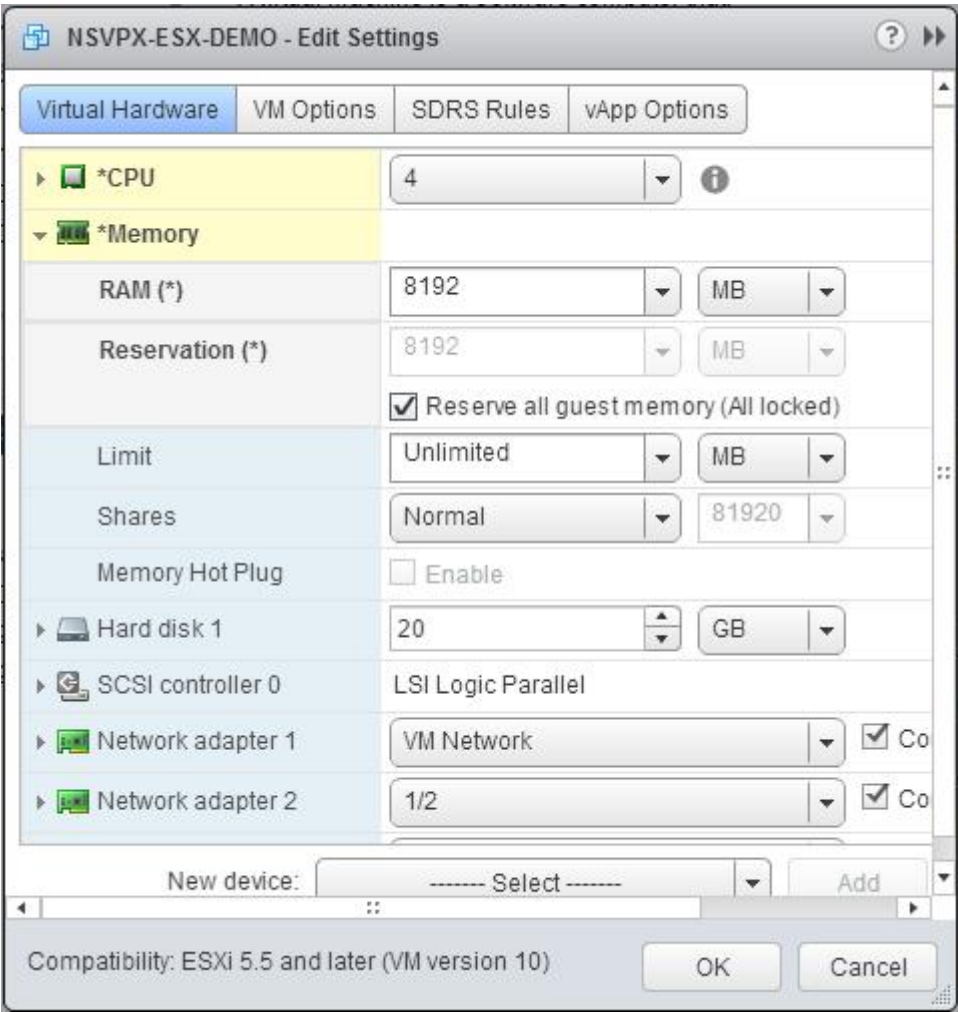 NSVPX-ESX-DEMO - Edit Settings ?
Virtual Hardware VM Options SDRS Rules vApp Options
*CPU 4
*Memory
RAM (*) 8192 MB
Reservation (*) 8192 MB
Reserve all guest memory (All locked)
Limit Unlimited MB
Shares Normal 81920
Memory Hot Plug Enable
Hard disk 1 20 GB
SCSI controller 0 LSI Logic Parallel
Network adapter 1 VM Network Co
Network adapter 2 1/2 Co
New device: ------- Select ------- Add
Compatibility: ESXi 5.5 and later (VM version 10) OK Cancel